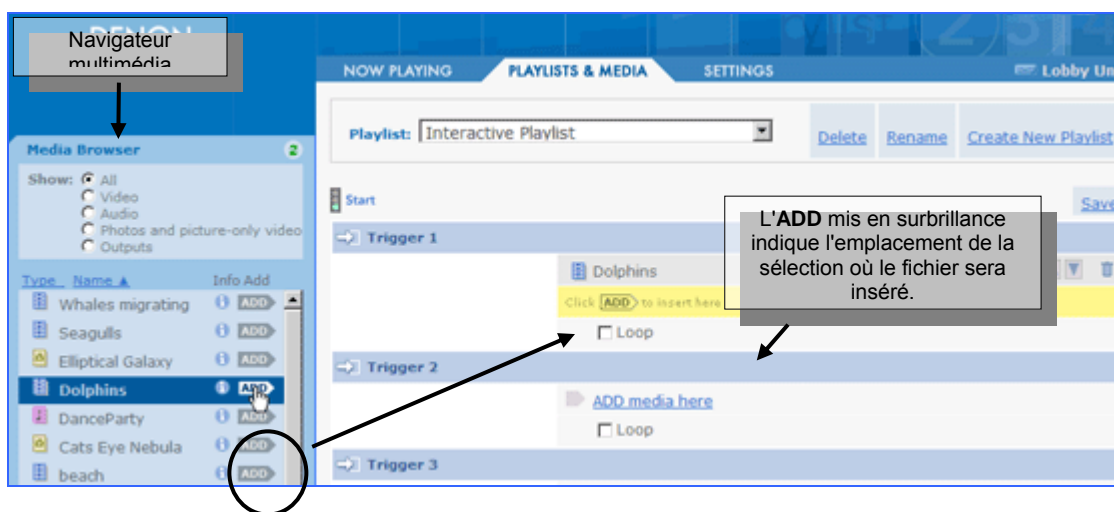 DENON
Navigateur
multimédia
NOW PLAYING PLAYLISTS & MEDIA SETTINGS Lobby Un
Playlist: Interactive Playlist Delete Rename Create New Playlist
Media Browser 2
Show: All
Video
Audio
Photos and picture-only video
Outputs
Type Name ▲ Info Add
Whales migrating ADD
Seagulls ADD
Elliptical Galaxy ADD
Dolphins ADD
DanceParty ADD
Cats Eye Nebula ADD
beach ADD
Start Save
Trigger 1
Dolphins
Click ADD to insert here
Loop
L'ADD mis en surbrillance
indique l'emplacement de la
sélection où le fichier sera
inséré.
Trigger 2
ADD media here
Loop
Trigger 3